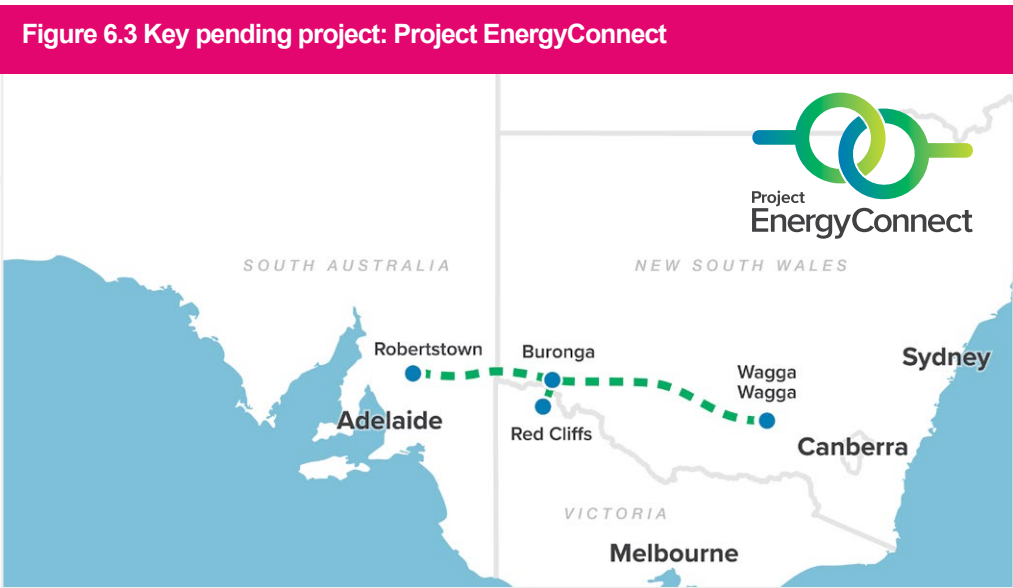 Figure 6.3 Key pending project: Project EnergyConnect
Project
EnergyConnect
SOUTH AUSTRALIA
NEW SOUTH WALES
Robertstown
Buronga
Sydney
Wagga
Wagga
Adelaide
Red Cliffs
Canberra
VICTORIA
Melbourne